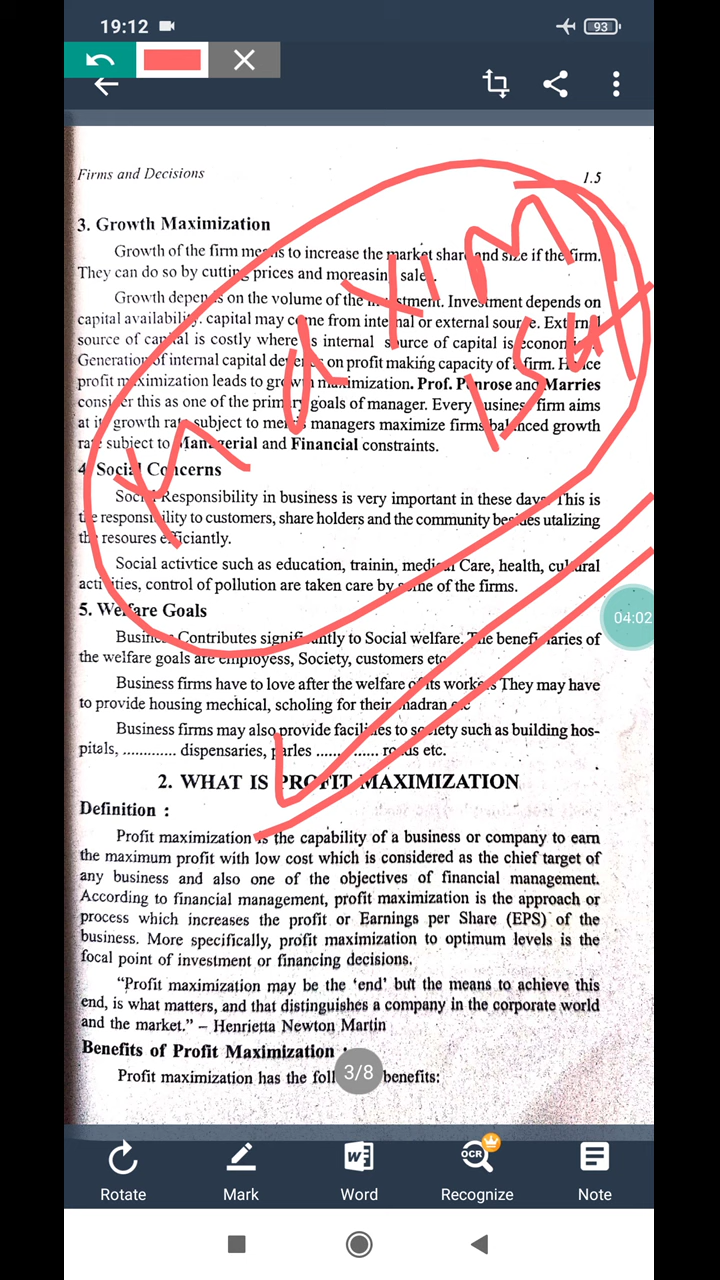 19:12
93
Firms and Decisions
1.5
3. Growth Maximization
Growth of the firm means to increase the market share and size if the firm.
They can do so by cutting prices and moreasing sales.
Growth depends on the volume of the investment. Investment depends on
capital availability. capital may come from internal or external sourse. External
source of capital is costly where as internal source of capital is economical.
Generation of internal capital depends on profit making capacity of a firm. Hence
profit maximization leads to growth maximization. Prof. Penrose and Marries
consider this as one of the primary goals of manager. Every business firm aims
at its growth rate subject to managers maximize firms balanced growth
rate subject to Managerial and Financial constraints.
4. Social Concerns
Social Responsibility in business is very important in these days. This is
the responsibility to customers, share holders and the community besides utalizing
the resoures efficiantly.
Social activtice such as education, trainin, medical Care, health, cultural
activities, control of pollution are taken care by some of the firms.
5. Welfare Goals
Business Contributes significantly to Social welfare. The beneficiaries of
the welfare goals are employess, Society, customers etc
Business firms have to love after the welfare of its workers They may have
to provide housing mechical, scholing for their etc
Business firms may also provide facilities to society such as building hos-
pitals, ............. dispensaries, parles ............. roads etc.
2. WHAT IS PROFIT MAXIMIZATION
Definition :
Profit maximization is the capability of a business or company to earn
the maximum profit with low cost which is considered as the chief target of
any business and also one of the objectives of financial management.
According to financial management, profit maximization is the approach or
process which increases the profit or Earnings per Share (EPS) of the
business. More specifically, profit maximization to optimum levels is the
focal point of investment or financing decisions.
"Profit maximization may be the 'end' but the means to achieve this
end, is what matters, and that distinguishes a company in the corporate world
and the market." – Henrietta Newton Martin
Benefits of Profit Maximization :
Profit maximization has the following benefits:
04:02
3/8
W
OCR
Rotate Mark Word Recognize Note